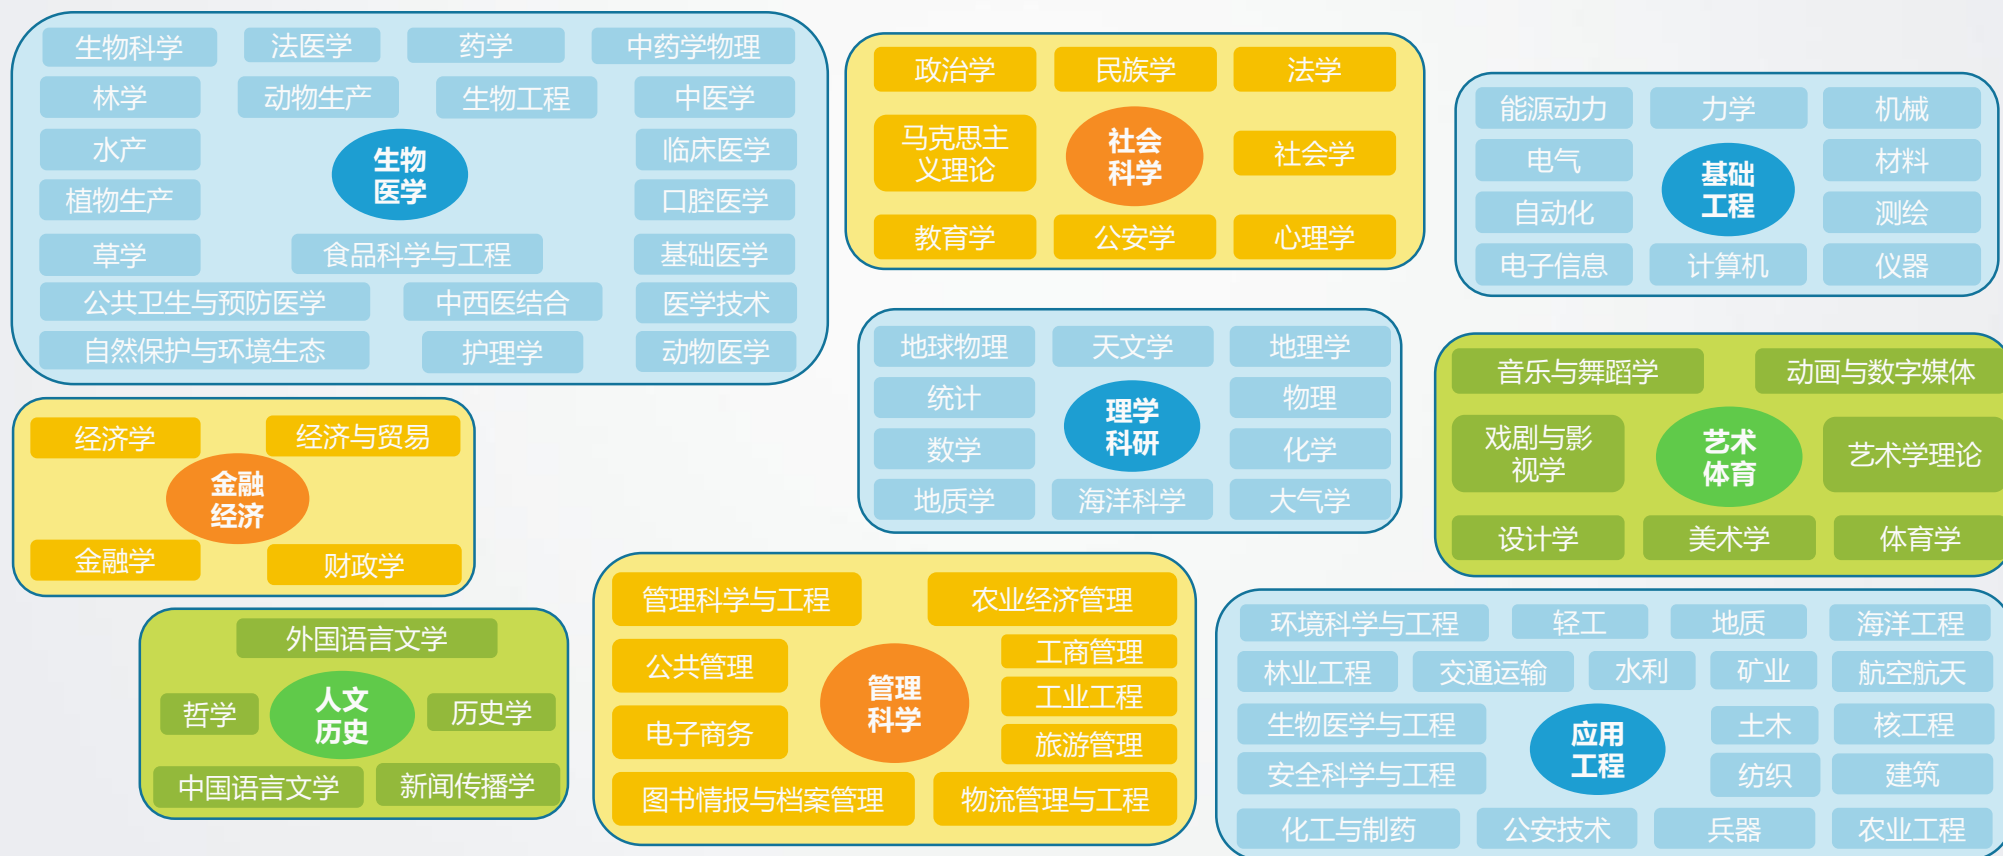 生物科学
法医学
药学
中药学物理
林学
动物生产
生物工程
中医学
水产
生物
医学
临床医学
植物生产
口腔医学
草学
食品科学与工程
基础医学
公共卫生与预防医学
中西医结合
医学技术
自然保护与环境生态
护理学
动物医学
政治学
民族学
法学
马克思主
义理论
社会
科学
社会学
教育学
公安学
心理学
能源动力
力学
机械
电气
基础
工程
材料
自动化
测绘
电子信息
计算机
仪器
经济学
经济与贸易
金融
经济
金融学
财政学
地球物理
天文学
地理学
统计
理学
科研
物理
数学
化学
地质学
海洋科学
大气学
音乐与舞蹈学
动画与数字媒体
戏剧与影
视学
艺术
体育
艺术学理论
设计学
美术学
体育学
外国语言文学
哲学
人文
历史
历史学
中国语言文学
新闻传播学
管理科学与工程
农业经济管理
公共管理
管理
科学
工商管理
工业工程
电子商务
旅游管理
图书情报与档案管理
物流管理与工程
环境科学与工程
轻工
地质
海洋工程
林业工程
交通运输
水利
矿业
航空航天
生物医学与工程
应用
工程
土木
核工程
安全科学与工程
纺织
建筑
化工与制药
公安技术
兵器
农业工程